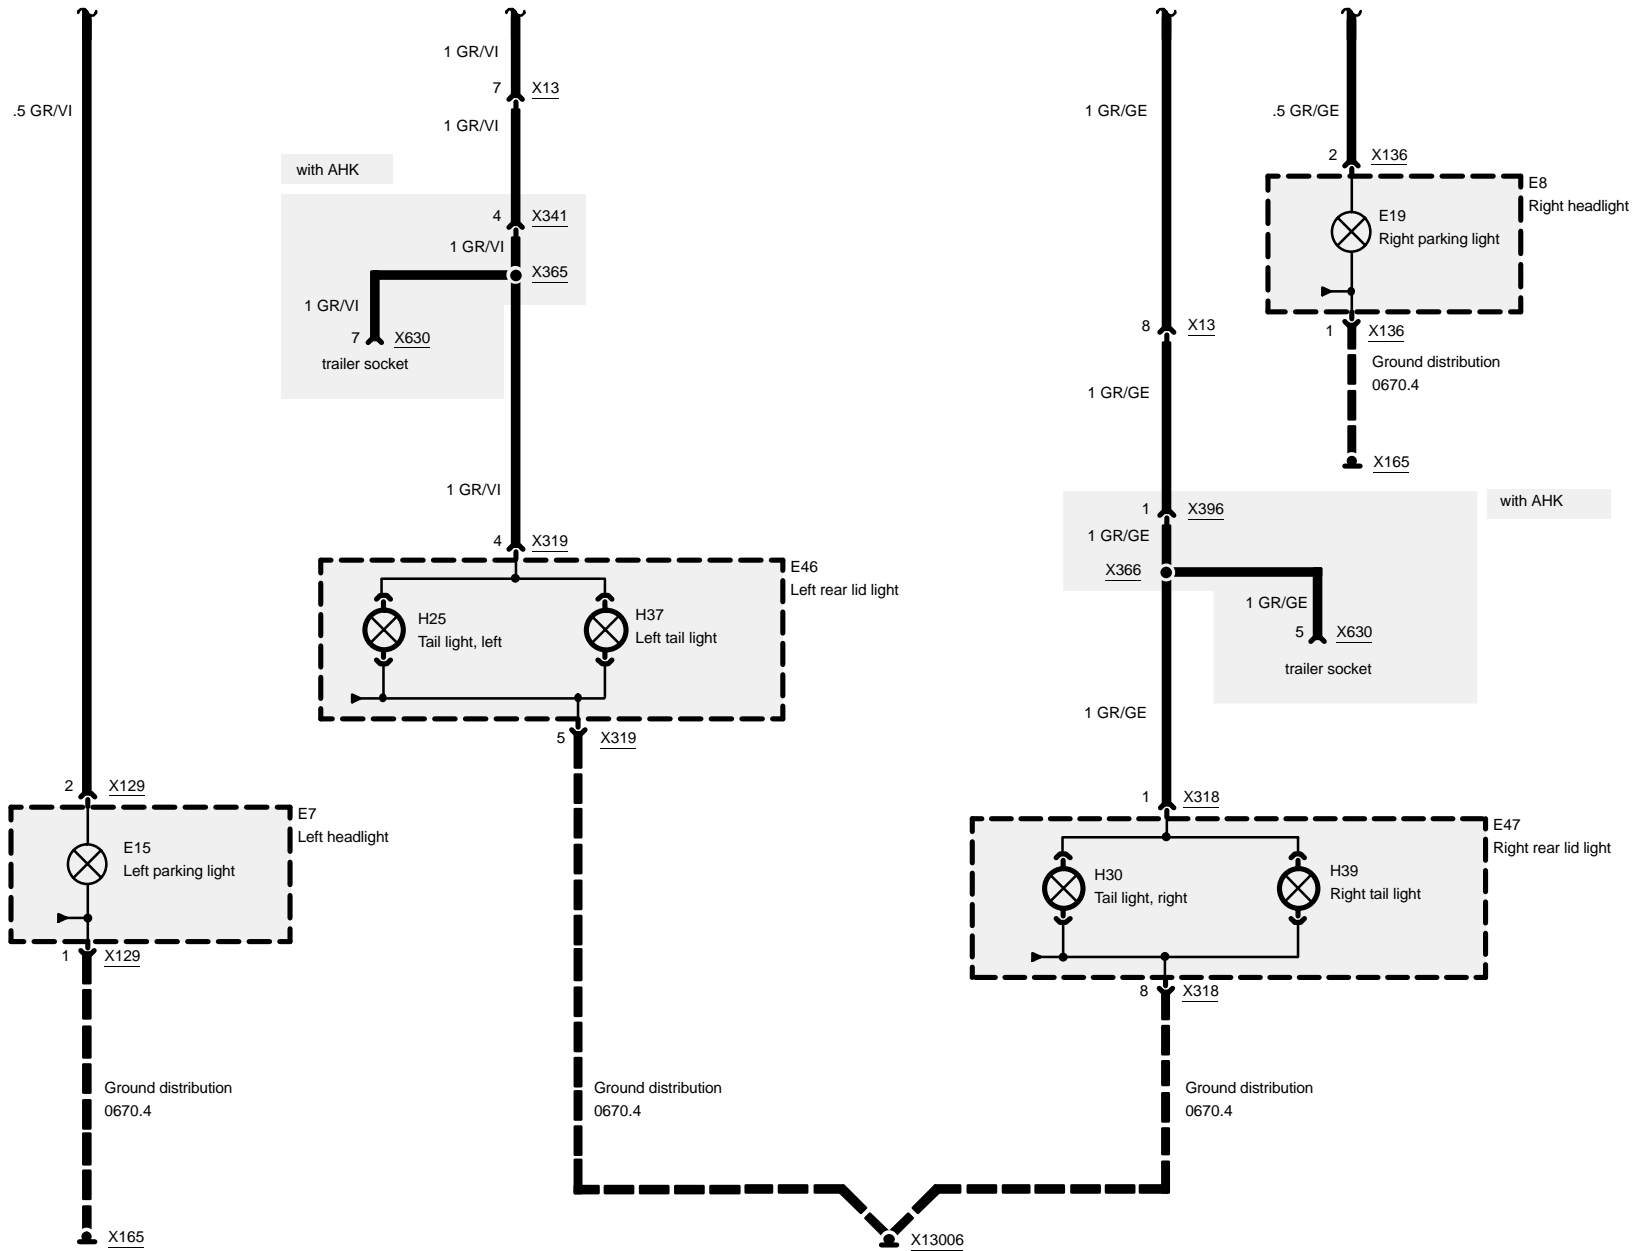 1 GR/VI
7 X13
.5 GR/VI
1 GR/VI
with AHK
4 X341
1 GR/VI
X365
1 GR/VI
7 X630
trailer socket
1 GR/VI
4 X319
E46
Left rear lid light
H25
Tail light, left
H37
Left tail light
5 X319
2 X129
E7
Left headlight
E15
Left parking light
1 X129
Ground distribution
0670.4
X165
Ground distribution
0670.4
1 GR/GE
.5 GR/GE
2 X136
E8
Right headlight
E19
Right parking light
8 X13
1 X136
Ground distribution
0670.4
1 GR/GE
X165
with AHK
1 X396
1 GR/GE
X366
1 GR/GE
5 X630
trailer socket
1 GR/GE
1 X318
E47
Right rear lid light
H30
Tail light, right
H39
Right tail light
8 X318
Ground distribution
0670.4
X13006